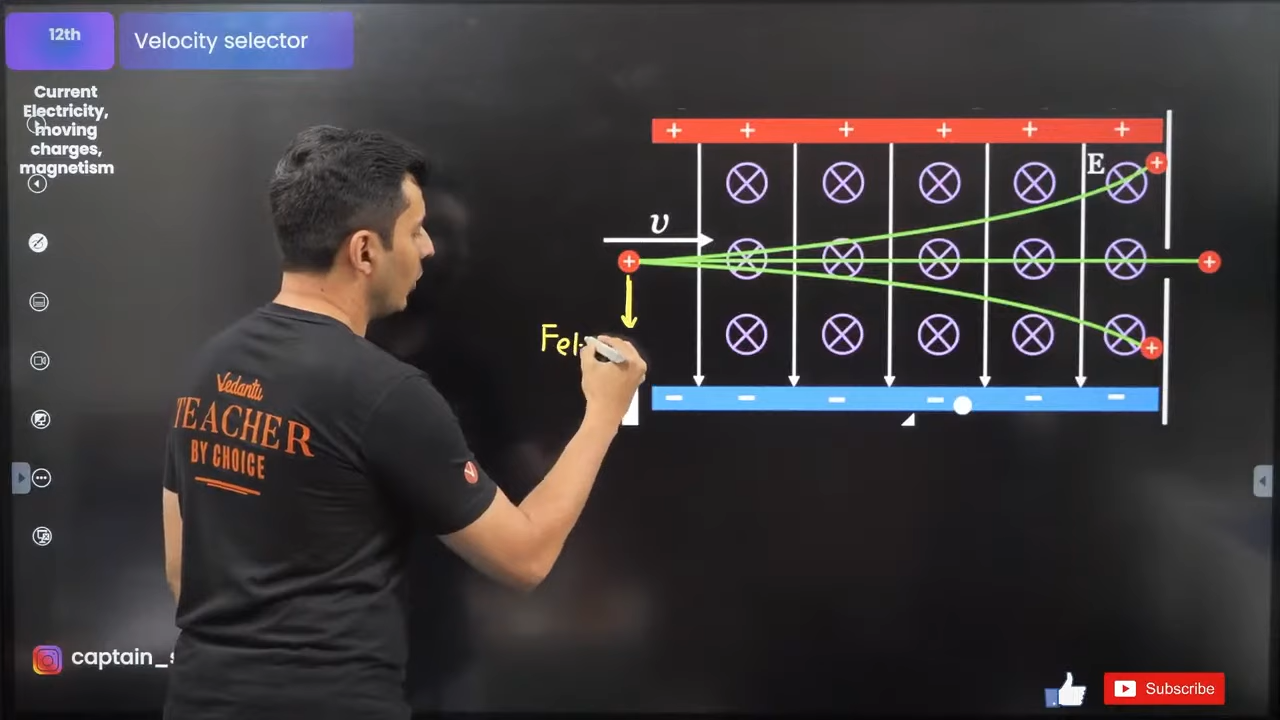 12th
Velocity selector
Current
Electricity,
moving
charges,
magnetism
+ + + + + +
E
+
υ
+
+
Fel
+
- - - - - -
Vedantu
TEACHER
BY CHOICE
captain_
Subscribe